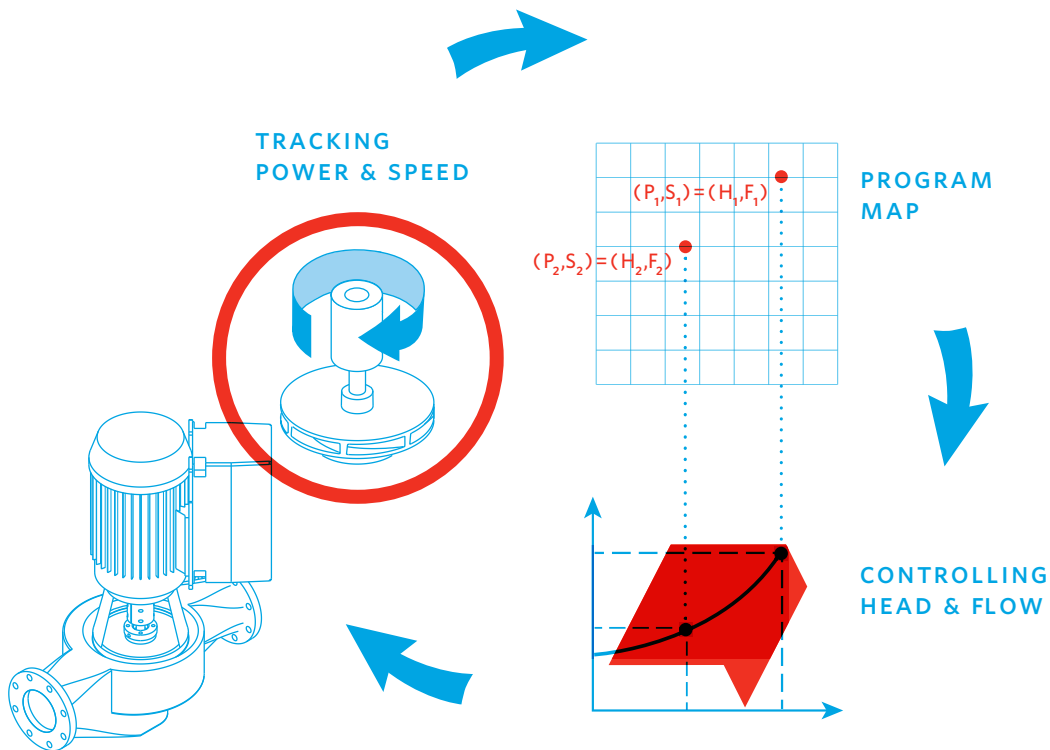 TRACKING
POWER & SPEED
PROGRAM
MAP
(P₁,S₁)=(H₁,F₁)
(P₂,S₂)=(H₂,F₂)
CONTROLLING
HEAD & FLOW